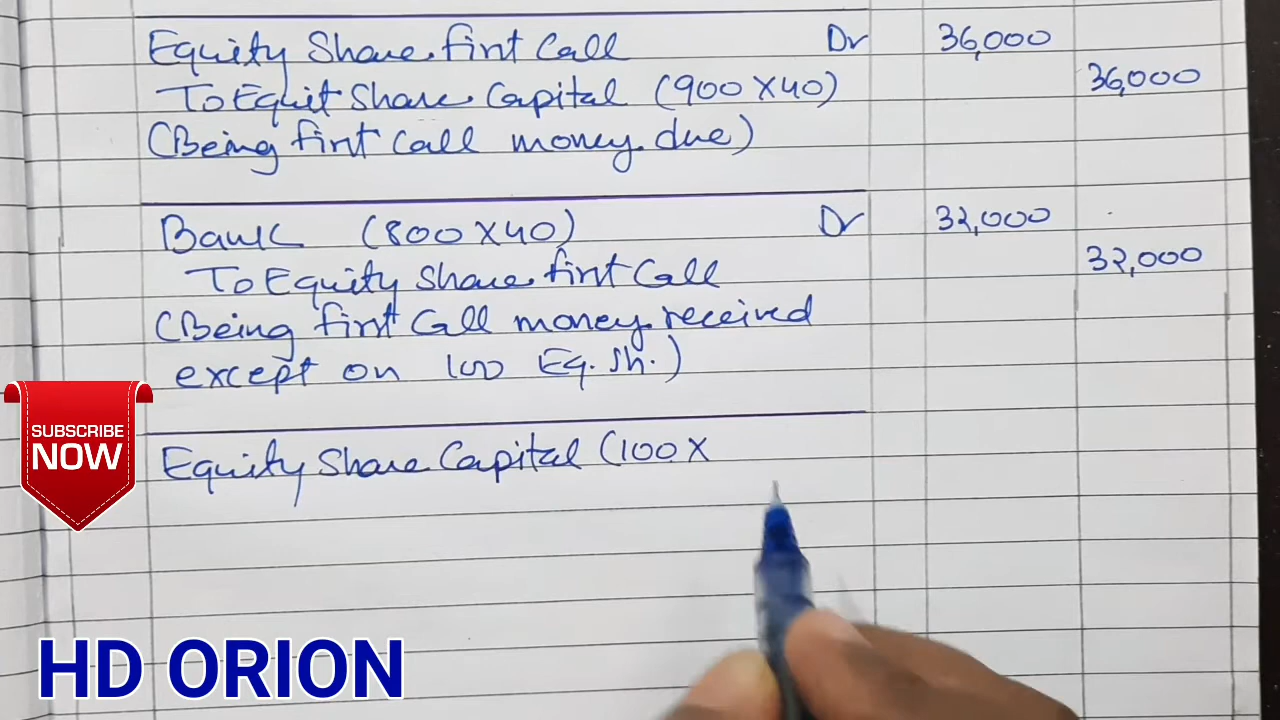 Equity Share first Call Dr 36,000
To Equit Share Capital (900 X 40) 36,000
(Being first Call money due)
Bank (800 X 40) Dr 32,000
To Equity Share first Call 32,000
(Being first Call money received
except on 100 Eq. Sh.)
Equity Share Capital (100 X
SUBSCRIBE
NOW
HD ORION